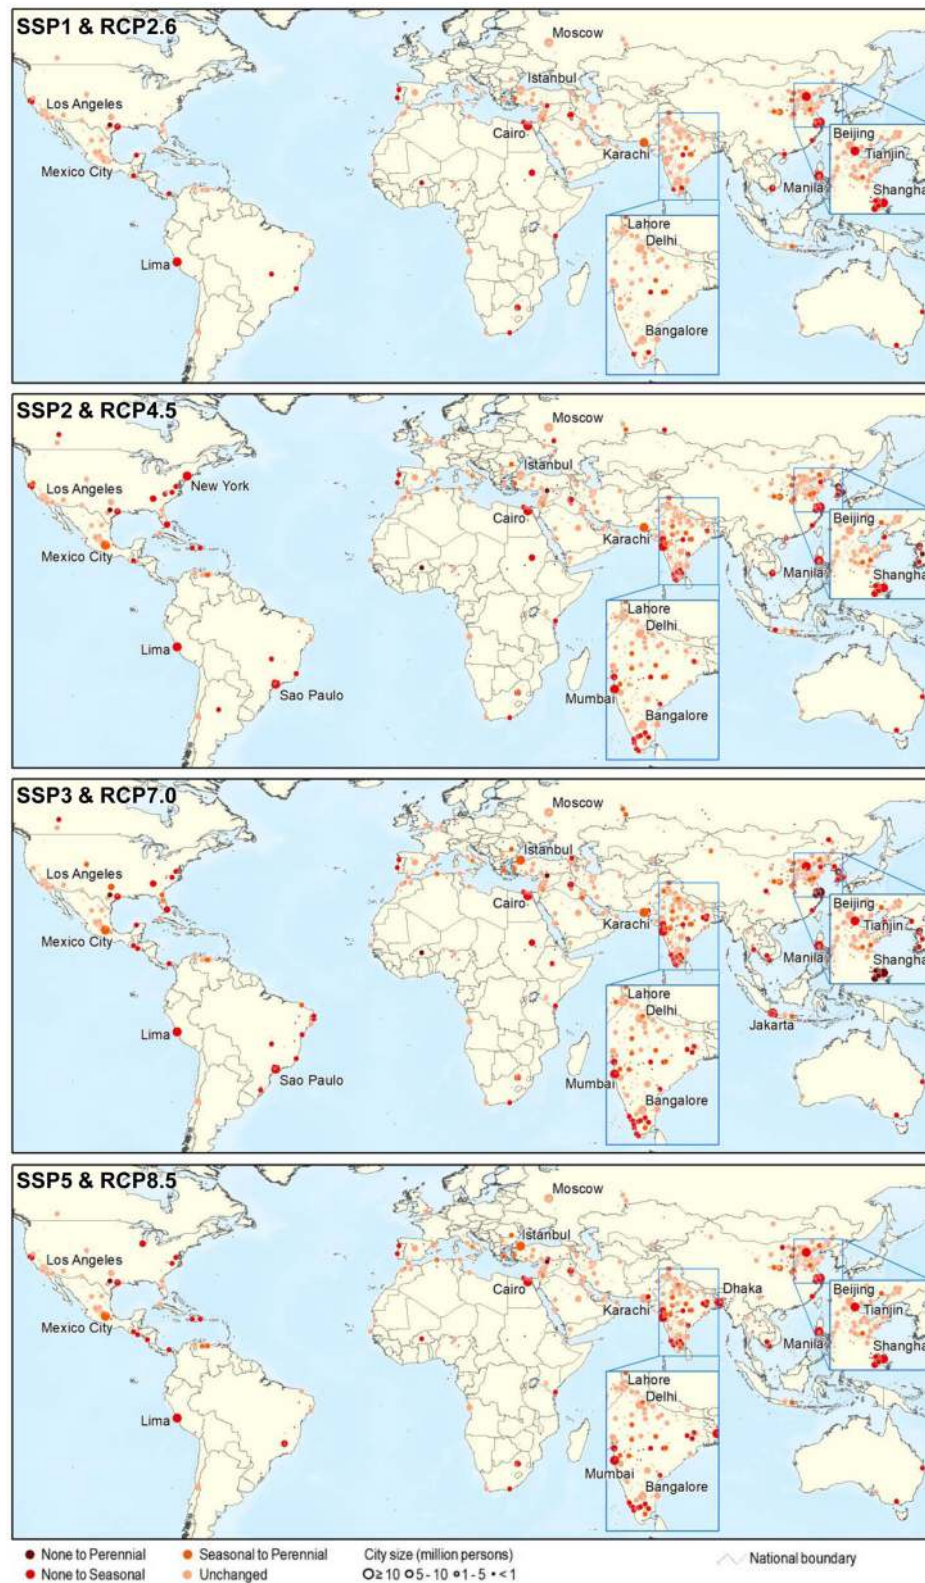 SSP1 & RCP2.6
Moscow
Istanbul
Los Angeles
Cairo
Karachi
Beijing
Tianjin
Mexico City
Manila
Shangha
Lahore
Delhi
Lima
Bangalore
SSP2 & RCP4.5
Moscow
Istanbul
Los Angeles
New York
Cairo
Karachi
Beijing
Mexico City
Manila
Shangha
Lahore
Delhi
Lima
Sao Paulo
Mumbai
Bangalore
SSP3 & RCP7.0
Moscow
Istanbul
Los Angeles
Cairo
Karachi
Beijing
Tianjin
Mexico City
Manila
Shangha
Lahore
Delhi
Jakarta
Lima
Sao Paulo
Mumbai
Bangalore
SSP5 & RCP8.5
Moscow
Istanbul
Los Angeles
Cairo
Karachi
Dhaka
Beijing
Tianjin
Mexico City
Manila
Shangha
Lahore
Delhi
Lima
Mumbai
Bangalore
None to Perennial
Seasonal to Perennial
City size (million persons)
National boundary
None to Seasonal
Unchanged
≥ 10 5 - 10 1 - 5 < 1